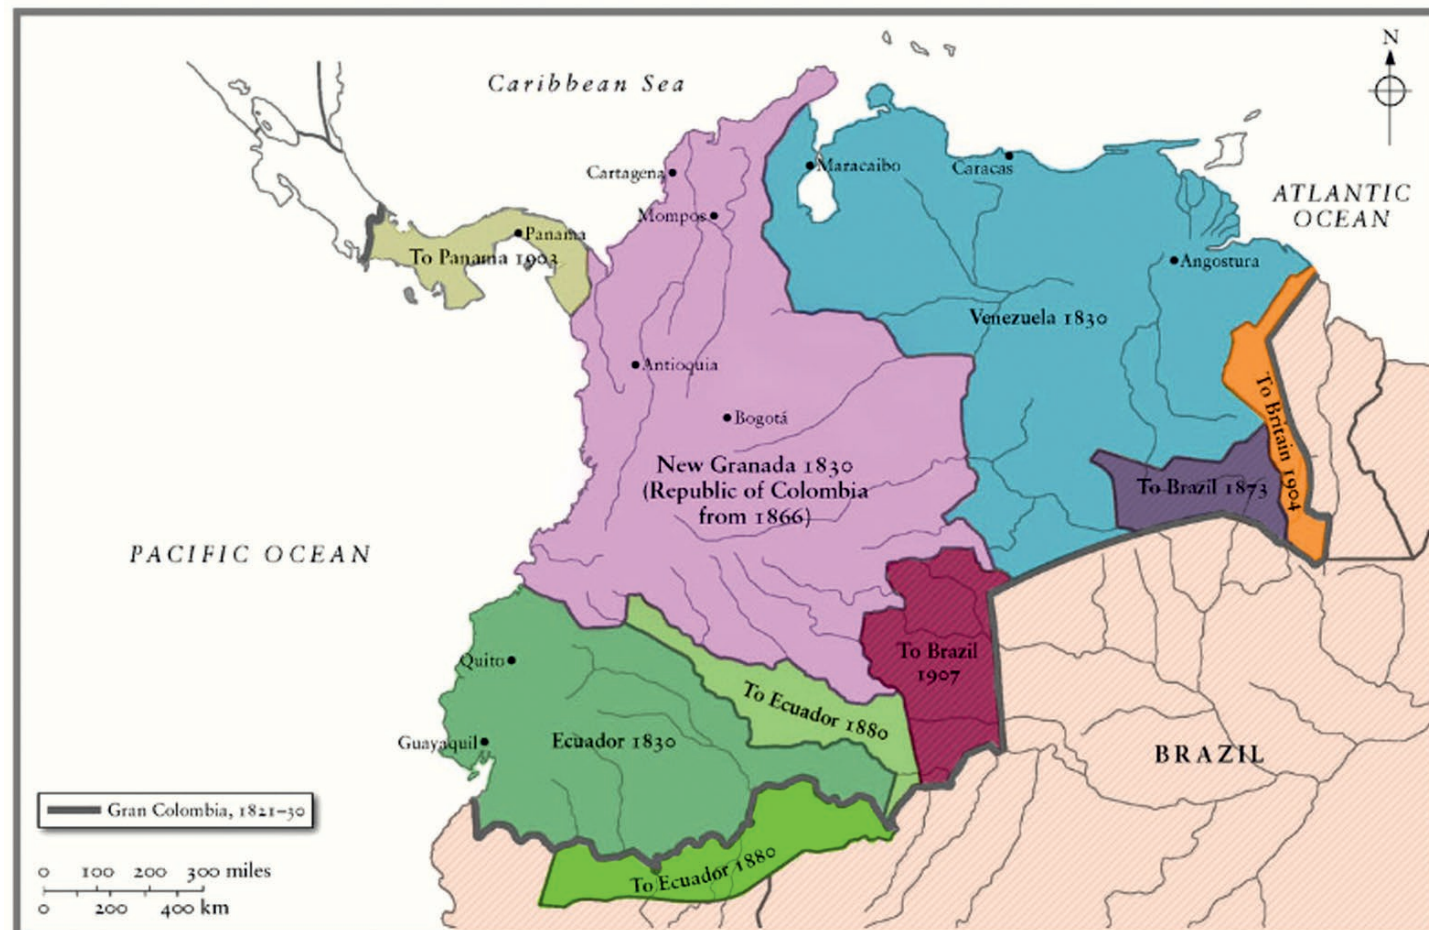 Caribbean Sea
N
ATLANTIC
OCEAN
Cartagena
Maracaibo
Caracas
Mompos
Panama
To Panama 1903
Angostura
Venezuela 1830
Antioquia
Bogotá
To Britain 1904
New Granada 1830
(Republic of Colombia
from 1866)
To Brazil 1873
PACIFIC OCEAN
To Brazil
1907
Quito
To Ecuador 1880
Guayaquil
Ecuador 1830
BRAZIL
Gran Colombia, 1821–30
To Ecuador 1880
0 100 200 300 miles
0 200 400 km